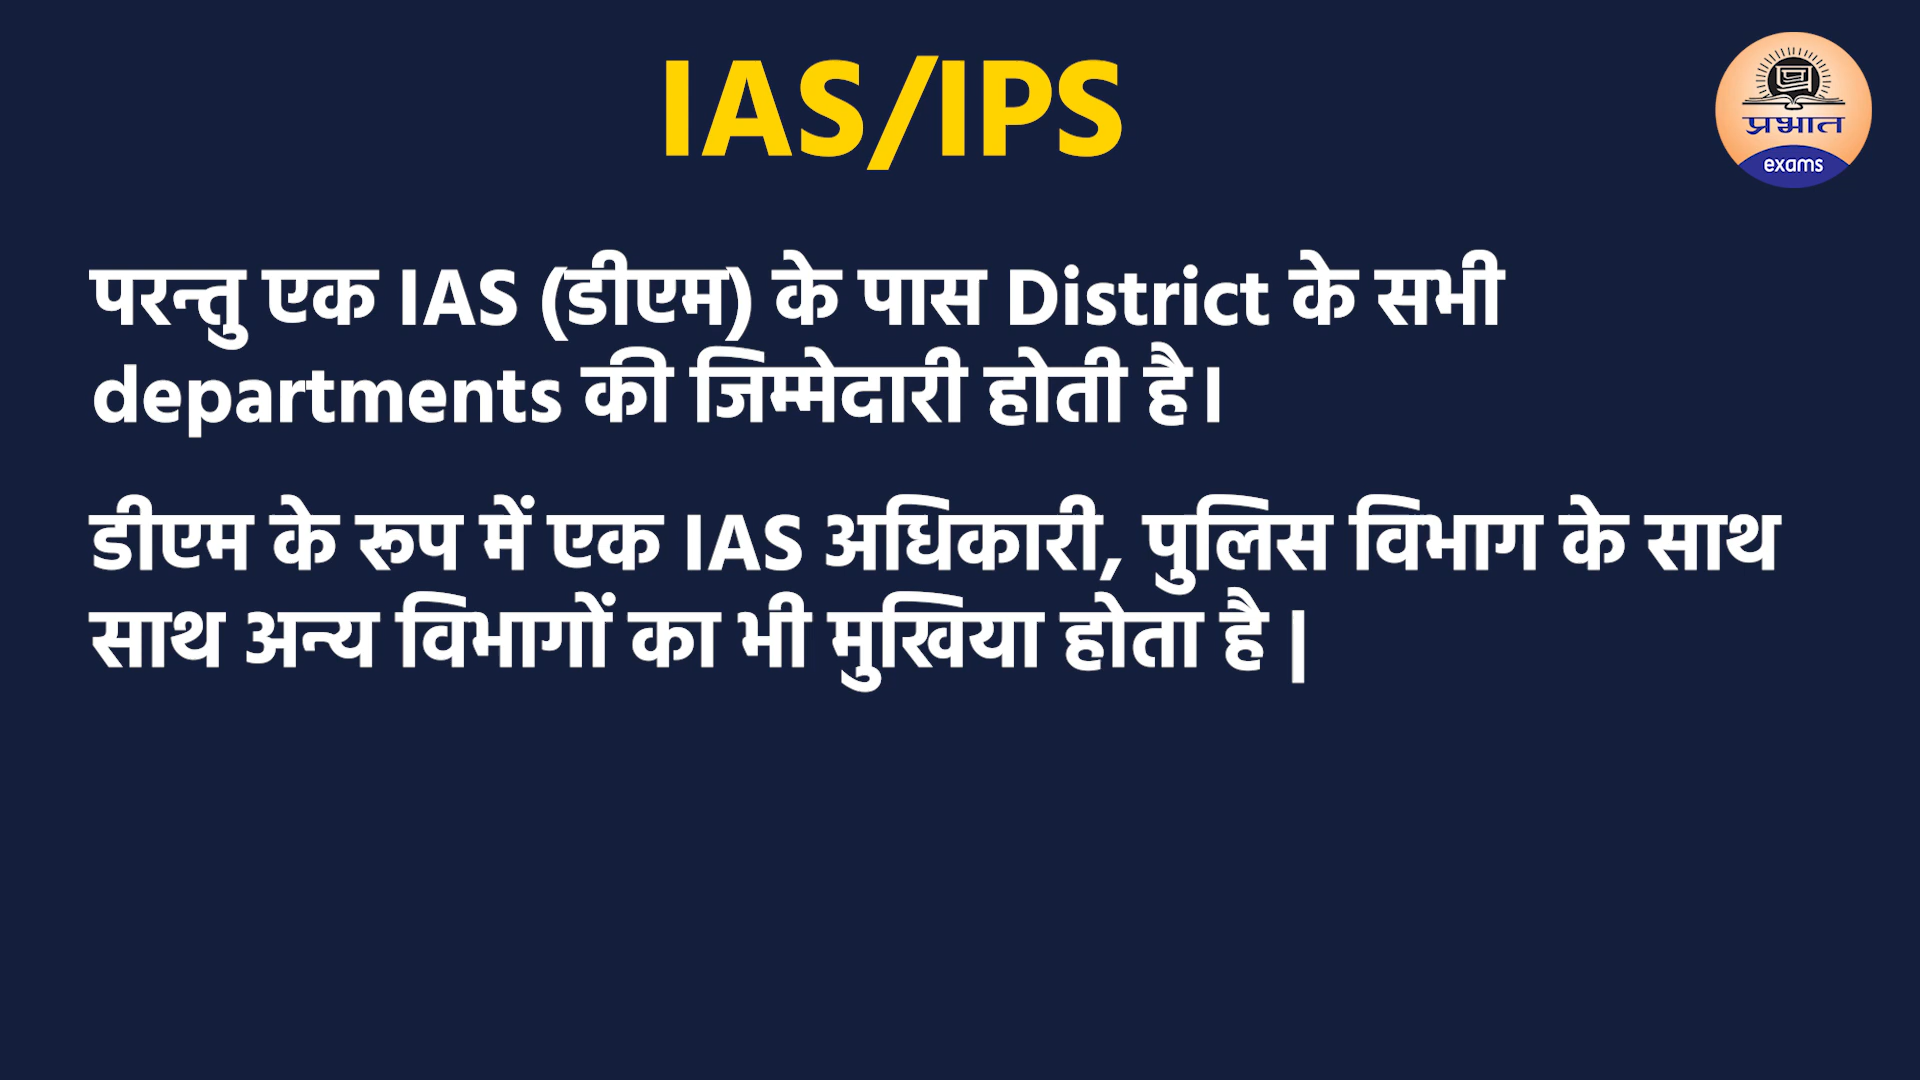 IAS/IPS
प्रभात
exams
परन्तु एक IAS (डीएम) के पास District के सभी
departments की जिम्मेदारी होती है।
डीएम के रूप में एक IAS अधिकारी, पुलिस विभाग के साथ
साथ अन्य विभागों का भी मुखिया होता है |